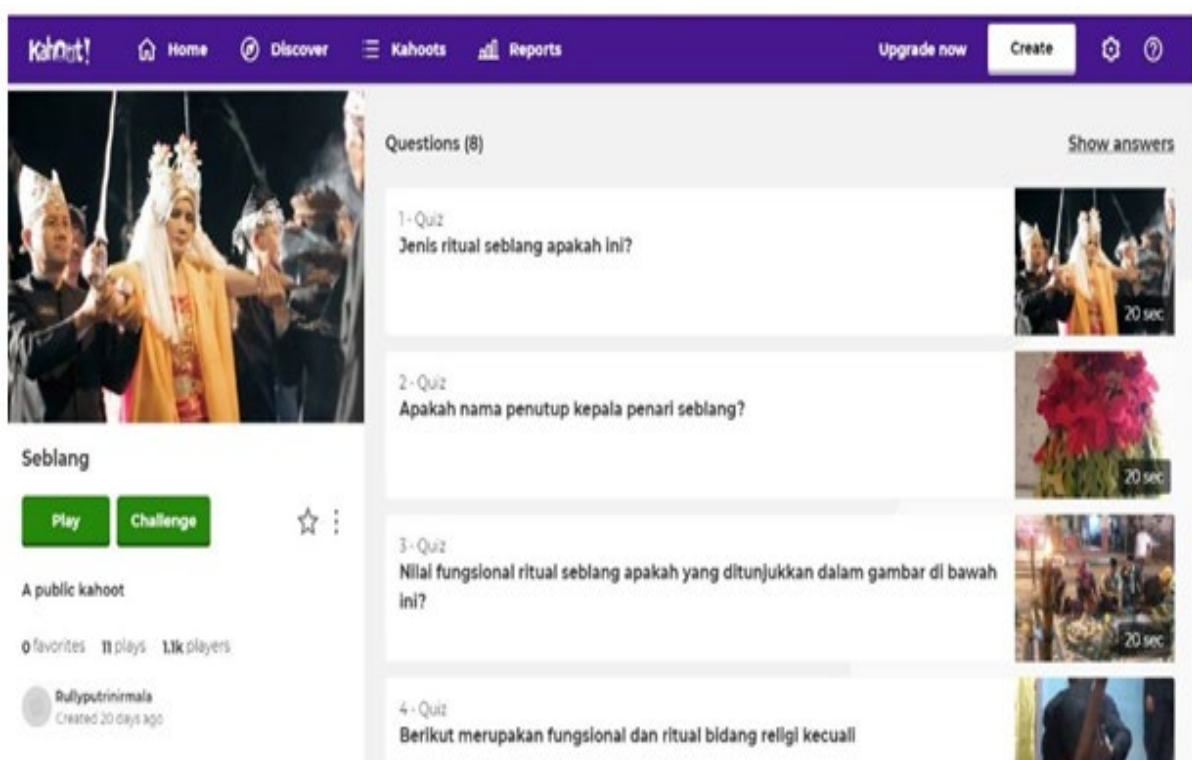 Kahoot!
Home
Discover
Kahoots
Reports
Upgrade now
Create
Questions (8)
Show answers
1 - Quiz
Jenis ritual seblang apakah ini?
20 sec
2 - Quiz
Apakah nama penutup kepala penari seblang?
20 sec
3 - Quiz
Nilai fungsional ritual seblang apakah yang ditunjukkan dalam gambar di bawah
ini?
20 sec
4 - Quiz
Berikut merupakan fungsional dan ritual bidang religi kecuali
Seblang
Play
Challenge
A public kahoot
0 favorites 11 plays 1.1k players
Rullyputrinirmala
Created 20 days ago